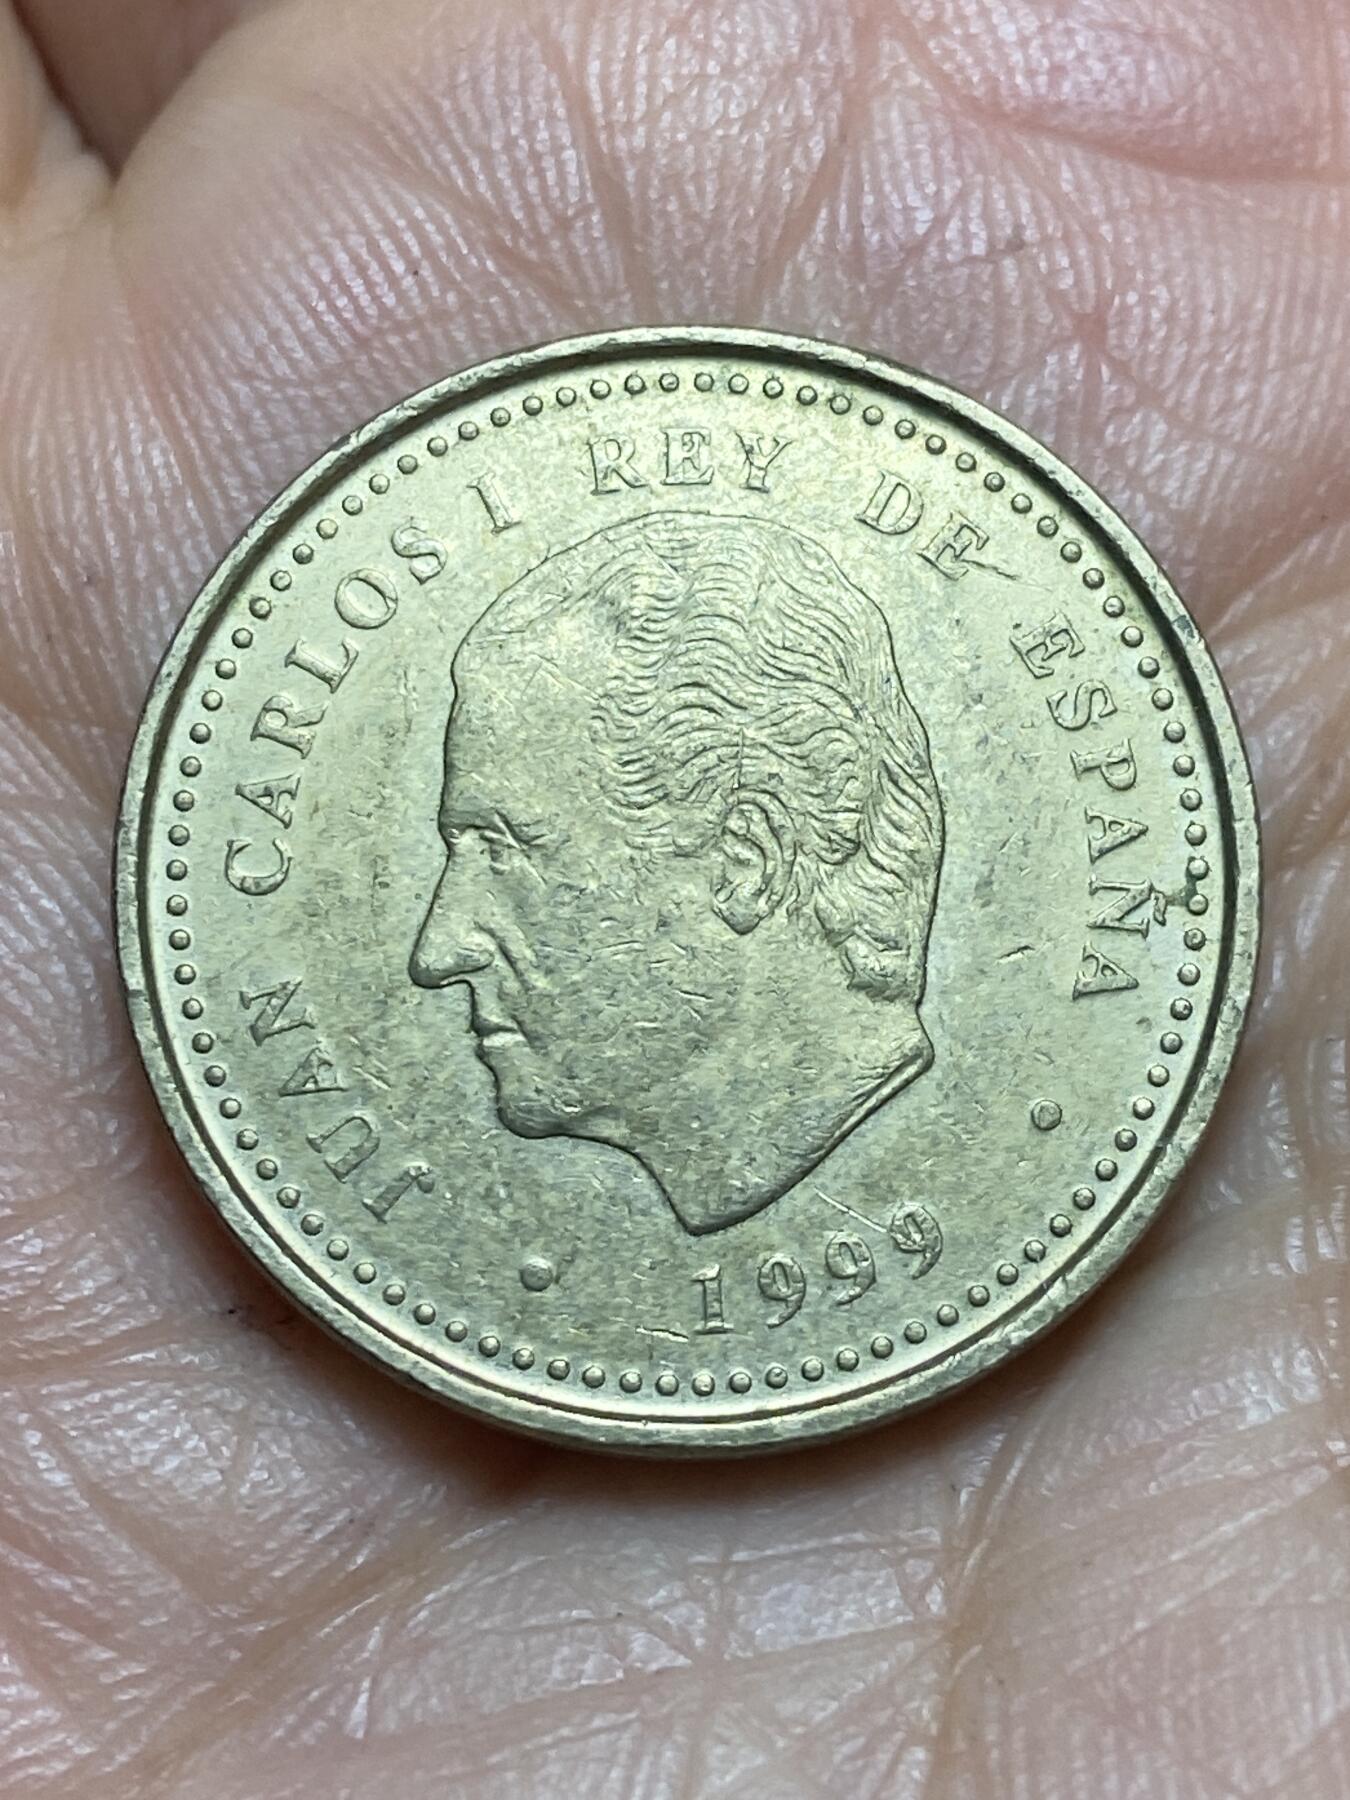 JUAN CARLOS I REY DE ESPAÑA
1999